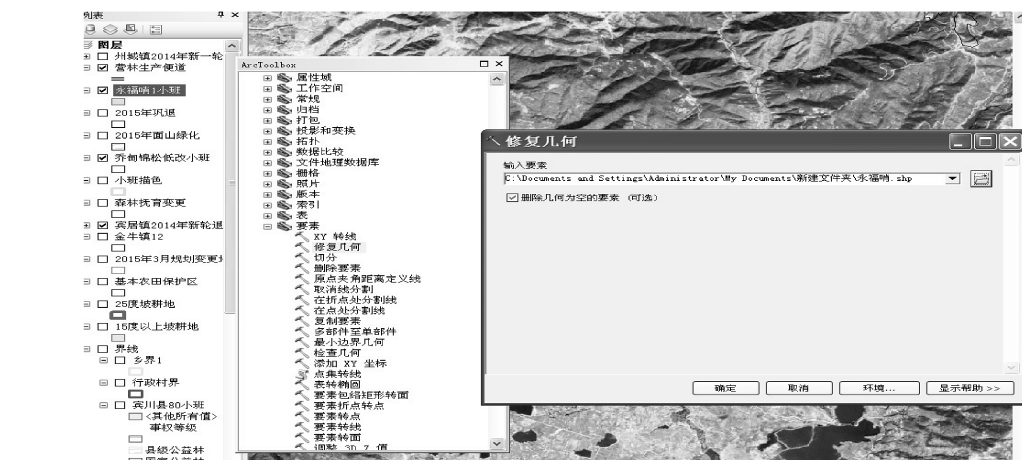 列表
图层
州城镇2014年新一轮
营林生产便道
永福哨1小班
2015年巩退
2015年面山绿化
乔甸锦松低改小班
小班描色
森林抚育变更
宾居镇2014年新轮退
金牛镇12
2015年3月规划变更
基本农田保护区
25度坡耕地
15度以上坡耕地
界线
乡界1
行政村界
宾川县80小班
<其他所有值>
事权等级
县级公益林
国家公益林
ArcToolbox
属性域
工作空间
常规
归档
打包
投影和变换
拓扑
数据比较
文件地理数据库
栅格
照片
版本
索引
表
要素
XY 转线
修复几何
切分
删除要素
原点夹角距离定义线
取消线分割
在折点处分割线
在点处分割线
复制要素
多部件至单部件
最小边界几何
检查几何
添加 XY 坐标
点集转线
表转椭圆
要素包络矩形转面
要素折点转点
要素转点
要素转线
要素转面
调整 3D Z 值
修复几何
输入要素
C:\Documents and Settings\Administrator\My Documents\新建文件夹\永福哨.shp
删除几何为空的要素 (可选)
确定
取消
环境...
显示帮助 >>